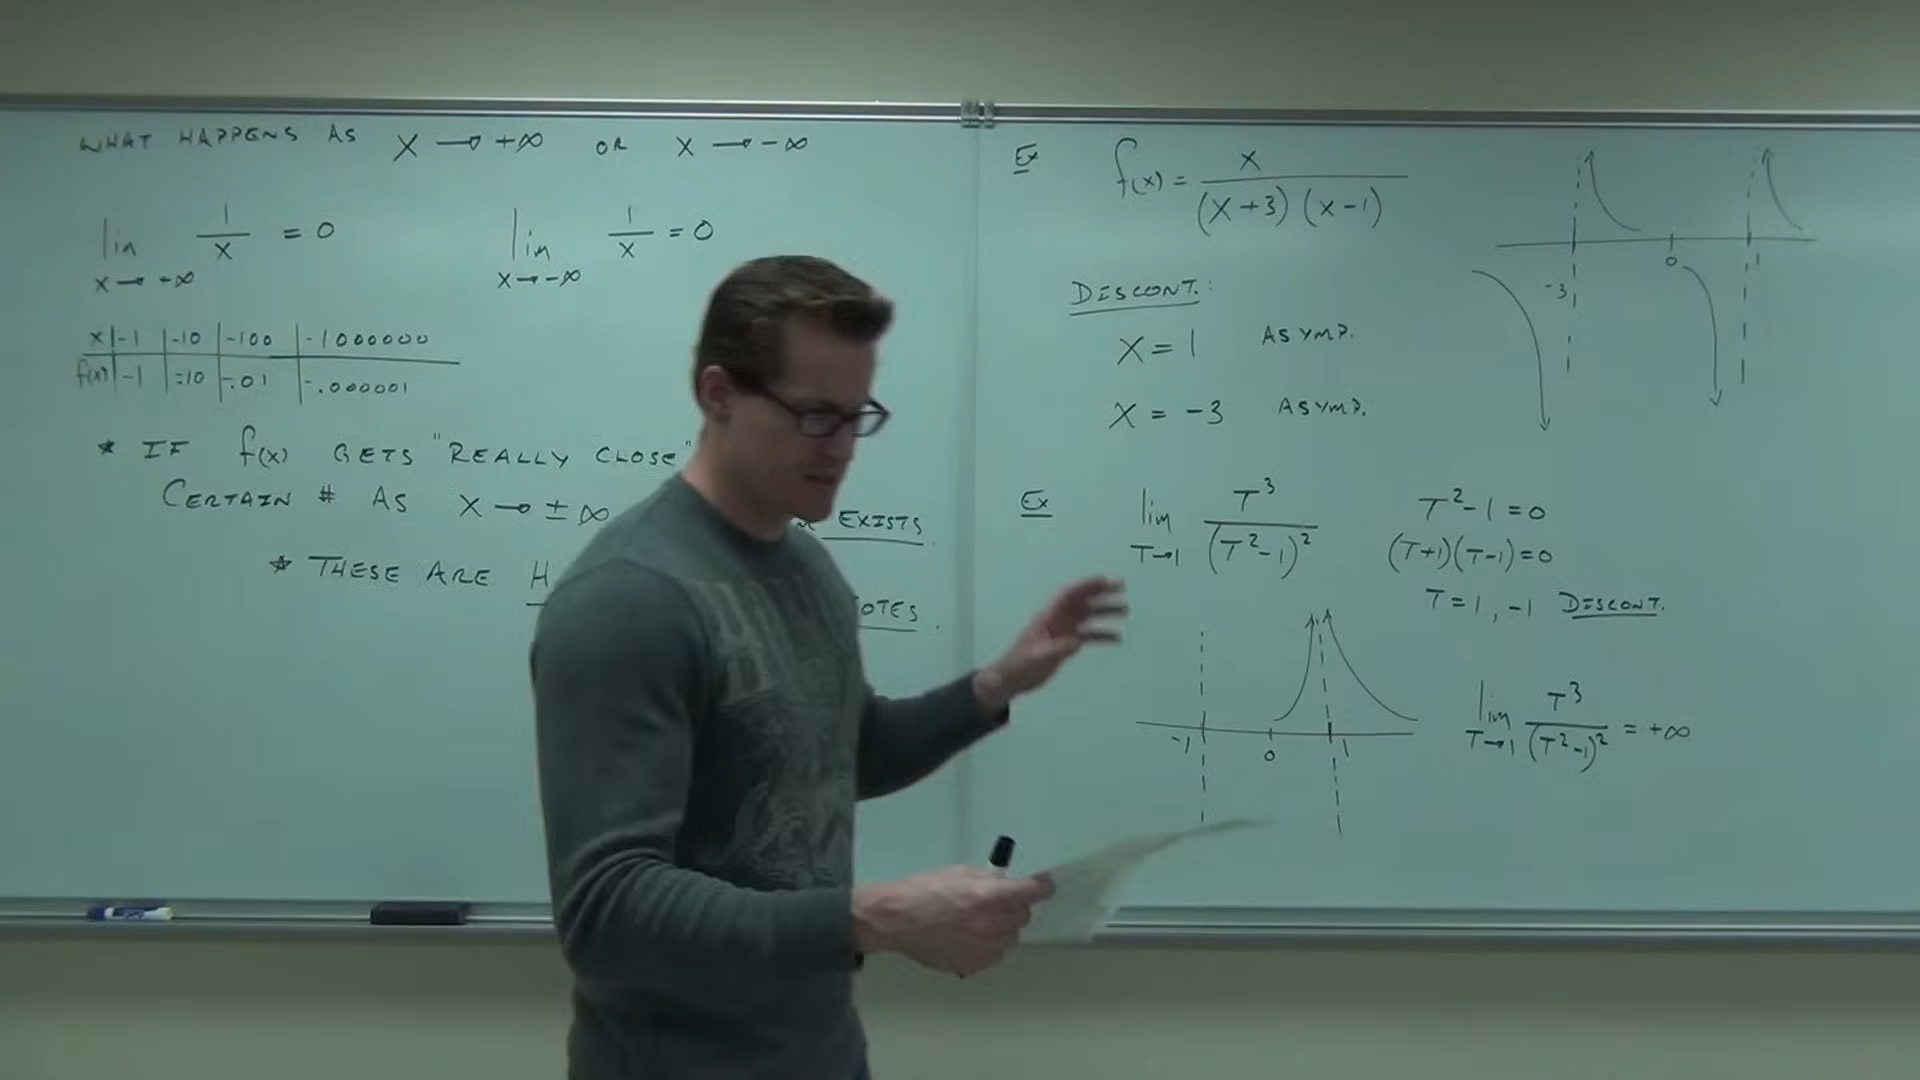 WHAT HAPPENS AS X → +∞ OR X → -∞
lim X → -∞ 1/X = 0
lim X → -∞ 1/X = 0
X | -1 | -10 | -100 | -1000000
f(x) | -1 | -.10 | -.01 | -.000001
* IF f(x) GETS "REALLY CLOSE"
CERTAIN # AS X → ±∞ EXISTS.
* THESE ARE H OTES.
Ex f(x) = X / (X+3)(X-1)
DISCONT.:
X = 1 ASYMP.
X = -3 ASYMP.
-3 0 1
Ex lim T→1 T³/(T²-1)²
T²-1=0
(T+1)(T-1)=0
T=1,-1 DISCONT.
-1 0 1
lim T→1 T³/(T²-1)² = +∞